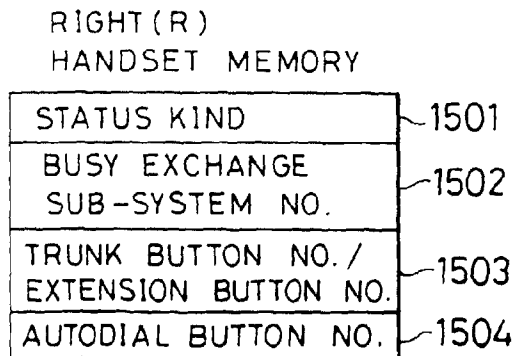 RIGHT(R)
HANDSET MEMORY
STATUS KIND 1501
BUSY EXCHANGE
SUB-SYSTEM NO. 1502
TRUNK BUTTON NO./
EXTENSION BUTTON NO. 1503
AUTODIAL BUTTON NO. 1504